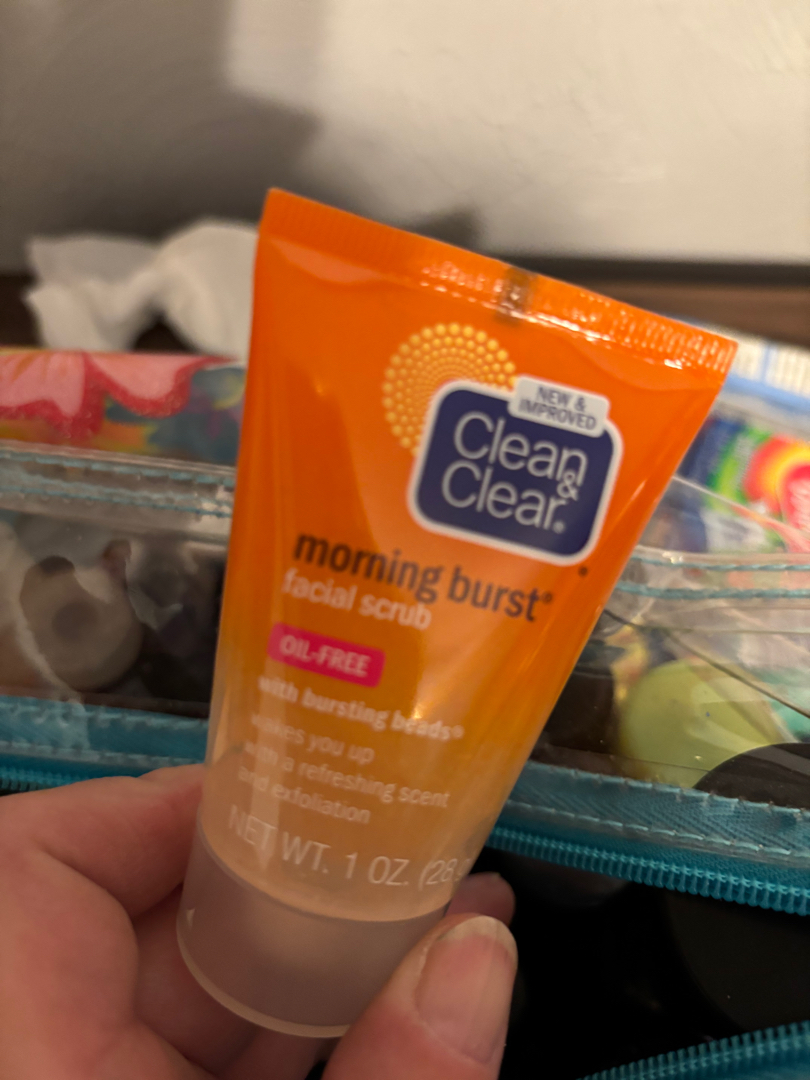 NEW &
IMPROVED
Clean
&
Clear®
morning burst®
facial scrub
OIL-FREE
with bursting beads®
wakes you up
with a refreshing scent
and exfoliation
NET WT. 1 OZ. (28